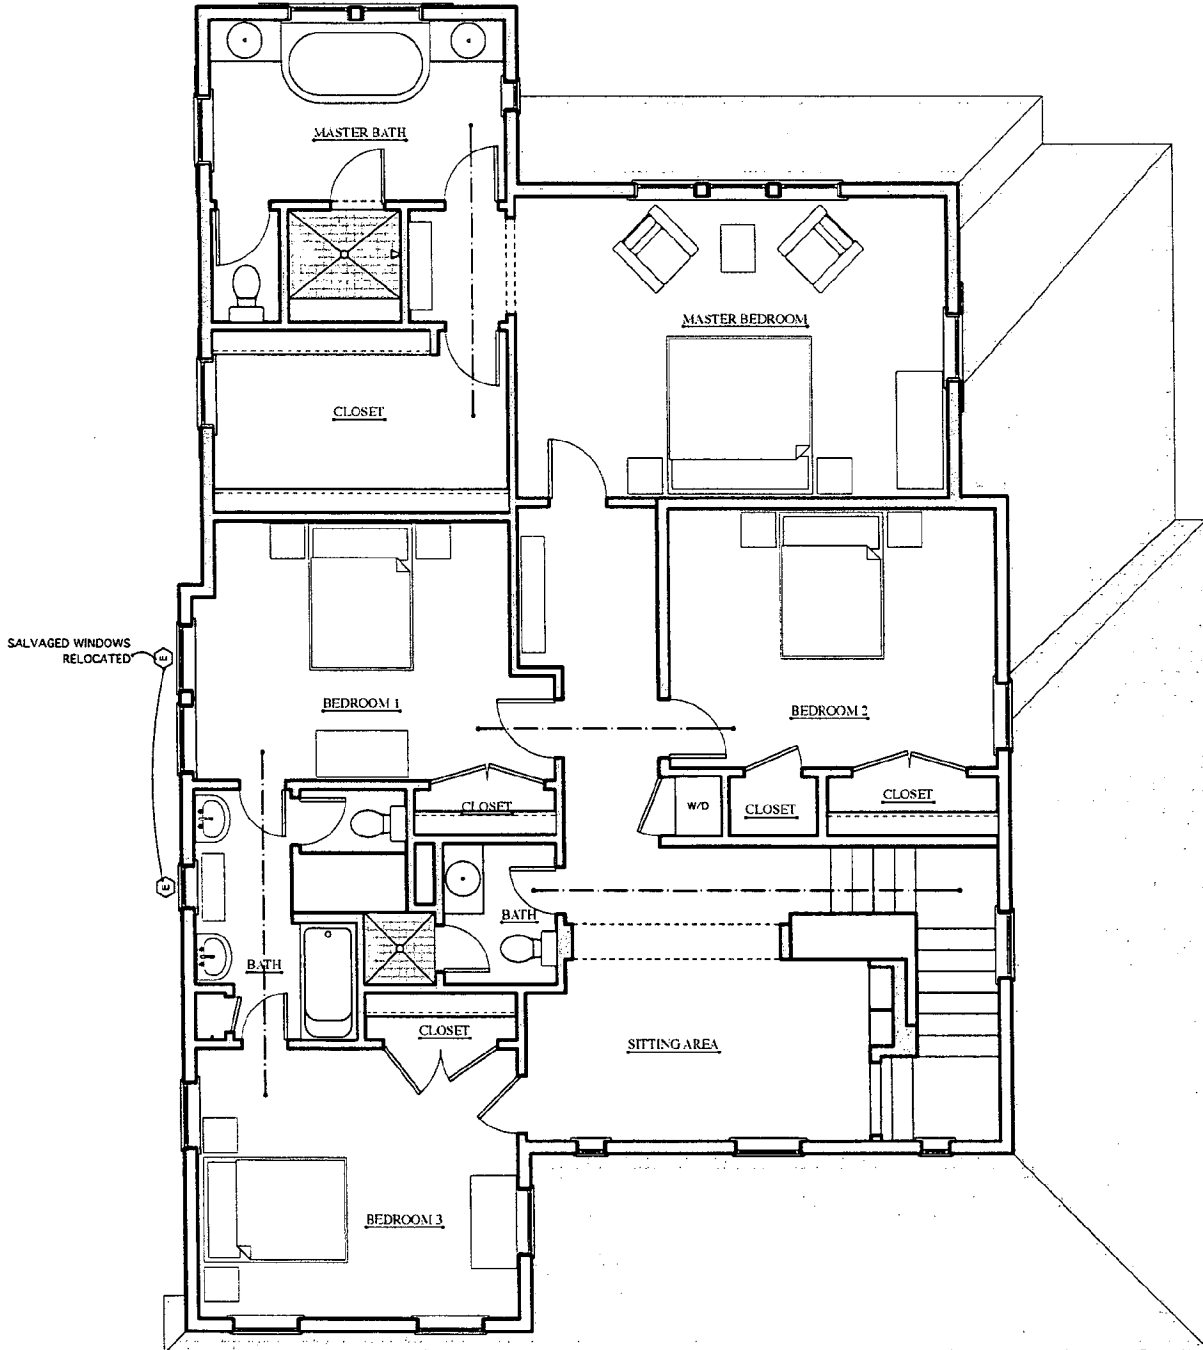 MASTER BATH
MASTER BEDROOM
CLOSET
SALVAGED WINDOWS
RELOCATED
E
BEDROOM 1
BEDROOM 2
CLOSET
W/D
CLOSET
CLOSET
E
BATH
BATH
CLOSET
SITTING AREA
BEDROOM 3